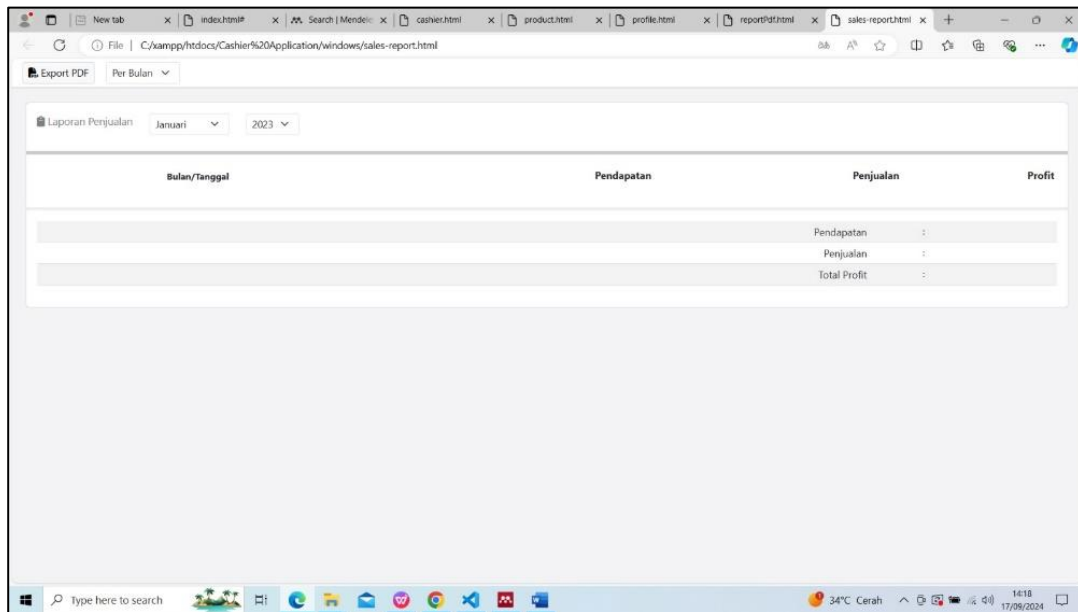 New tab index.html# Search | Mendele cashier.html product.html profile.html reportPdf.html sales-report.html
File | C:/xampp/htdocs/Cashier%20Application/windows/sales-report.html
Export PDF Per Bulan
Laporan Penjualan Januari 2023
Bulan/Tanggal Pendapatan Penjualan Profit
Pendapatan :
Penjualan :
Total Profit :
Type here to search 34°C Cerah 14:18
17/09/2024